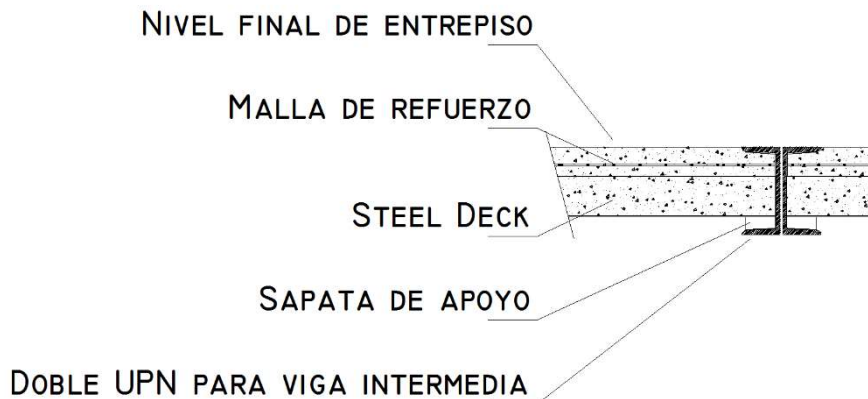 NIVEL FINAL DE ENTREPISO
MALLA DE REFUERZO
STEEL DECK
SAPATA DE APOYO
DOBLE UPN PARA VIGA INTERMEDIA